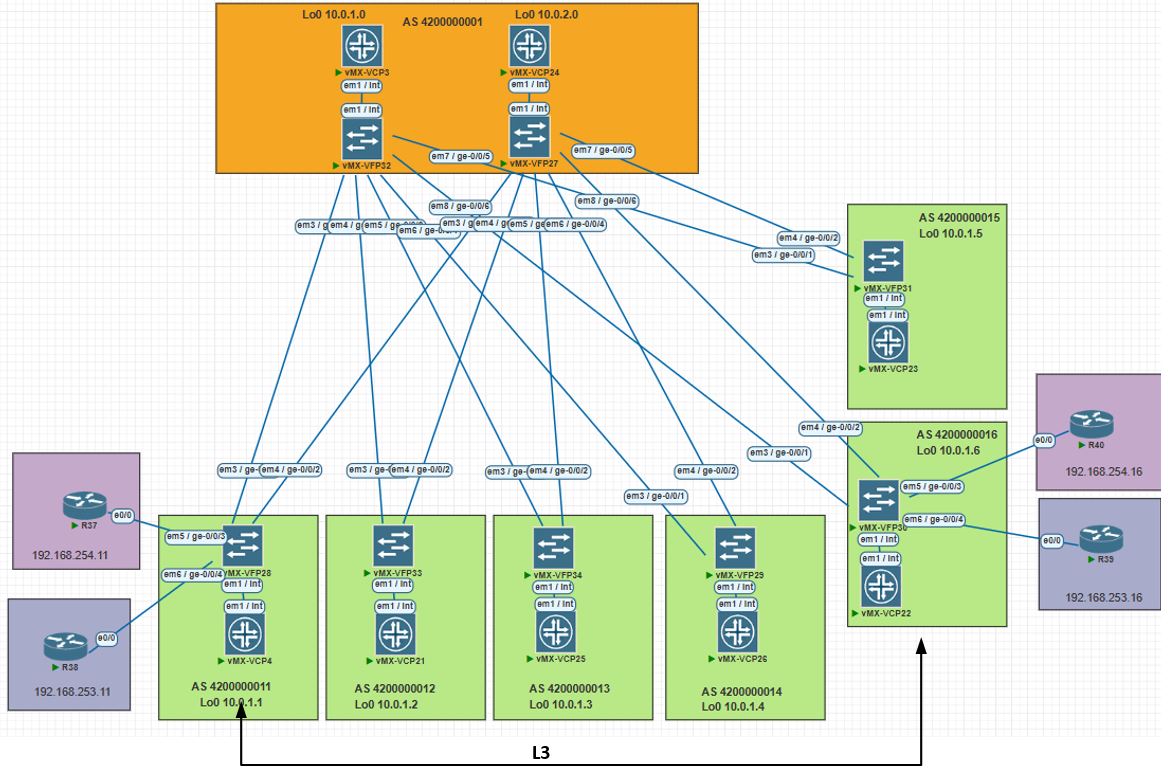 Lo0 10.0.1.0
AS 4200000001
Lo0 10.0.2.0
vMX-VCP3
vMX-VCP24
em1 / Int
em1 / Int
em1 / Int
em1 / Int
vMX-VFP32
vMX-VFP27
em7 / ge-0/0/5
em7 / ge-0/0/5
em8 / ge-0/0/6
em8 / ge-0/0/6
em3 / g
em4 / g
em5 / g
em6 / ge-0/
em3 / g
em4 / g
em5 / g
em6 / ge-0/0/4
em4 / ge-0/0/2
em3 / ge-0/0/1
AS 4200000015
Lo0 10.0.1.5
vMX-VFP31
em1 / Int
em1 / Int
vMX-VCP23
em4 / ge-0/0/2
em3 / ge-0/0/1
AS 4200000016
Lo0 10.0.1.6
em5 / ge-0/0/3
vMX-VFP30
em6 / ge-0/0/4
em1 / Int
em1 / Int
vMX-VCP22
e0/0
R40
192.168.254.16
e0/0
R39
192.168.253.16
em3 / ge-
em4 / ge-0/0/2
em3 / ge-
em4 / ge-0/0/2
em3 / ge-
em4 / ge-0/0/2
em4 / ge-0/0/2
em3 / ge-0/0/1
R37
e0/0
192.168.254.11
e0/0
R38
192.168.253.11
em5 / ge-0/0/3
em6 / ge-0/0/4
vMX-VFP28
em1 / Int
em1 / Int
vMX-VCP4
AS 4200000011
Lo0 10.0.1.1
vMX-VFP33
em1 / Int
em1 / Int
vMX-VCP21
AS 4200000012
Lo0 10.0.1.2
vMX-VFP34
em1 / Int
em1 / Int
vMX-VCP25
AS 4200000013
Lo0 10.0.1.3
vMX-VFP29
em1 / Int
em1 / Int
vMX-VCP26
AS 4200000014
Lo0 10.0.1.4
L3